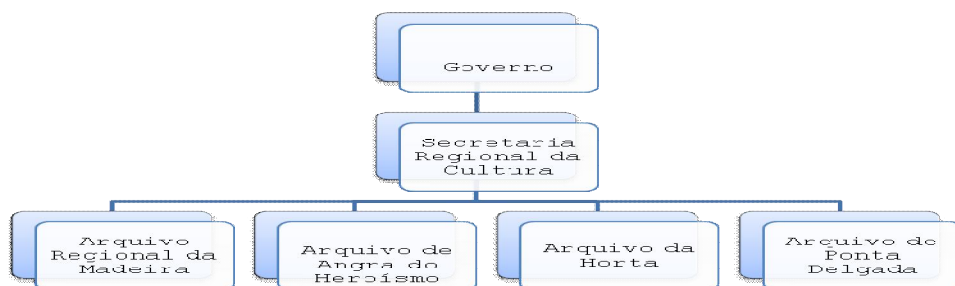 Governo
Secretaria
Regional da
Cultura
Arquivo
Regional da
Madeira
Arquivo de
Angra do
Heroísmo
Arquivo da
Horta
Arquivo de
Ponta
Delgada